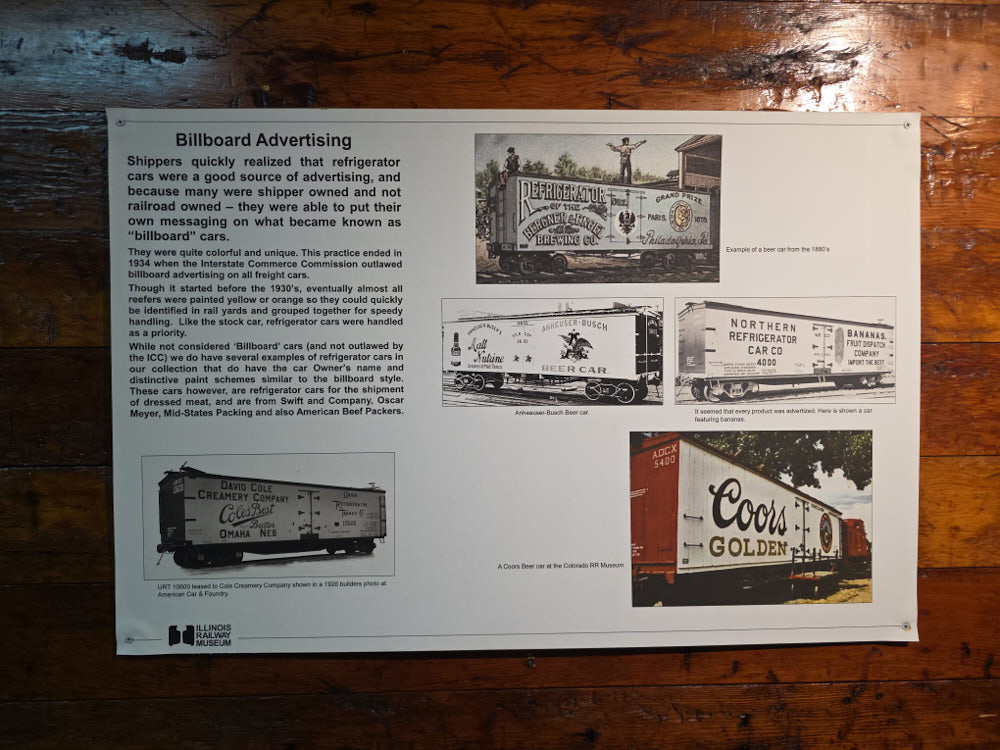 Billboard Advertising
Shippers quickly realized that refrigerator
cars were a good source of advertising, and
because many were shipper owned and not
railroad owned – they were able to put their
own messaging on what became known as
“billboard” cars.
They were quite colorful and unique. This practice ended in
1934 when the Interstate Commerce Commission outlawed
billboard advertising on all freight cars.
Though it started before the 1930’s, eventually almost all
reefers were painted yellow or orange so they could quickly
be identified in rail yards and grouped together for speedy
handling. Like the stock car, refrigerator cars were handled
as a priority.
While not considered ‘Billboard’ cars (and not outlawed by
the ICC) we do have several examples of refrigerator cars in
our collection that do have the car Owner’s name and
distinctive paint schemes similar to the billboard style.
These cars however, are refrigerator cars for the shipment
of dressed meat, and are from Swift and Company, Oscar
Meyer, Mid-States Packing and also American Beef Packers.
REFRIGERATOR
OF THE
BERGNER & ENGEL
BREWING CO.
GRAND PRIZE
PARIS, 1878
Philadelphia, Pa.
Example of a beer car from the 1880’s
ANHEUSER-BUSCH'S
Malt
Nutrine
ANHEUSER-BUSCH
BEER CAR.
Anheauser-Busch Beer car.
NORTHERN
REFRIGERATOR
CAR CO
4000
BANANAS.
FRUIT DISPATCH
COMPANY
IMPORT THE BEST
It seemed that every product was advertized. Here is shown a car
featuring bananas.
DAVID COLE
CREAMERY COMPANY
Cole's Best
Butter
OMAHA NEB
UNION
REFRIGERATOR
TRANSIT CO
10600
URT 10600 leased to Cole Creamery Company shown in a 1926 builders photo at
American Car & Foundry.
ADCX
5400
Coors
GOLDEN
A Coors Beer car at the Colorado RR Museum
ILLINOIS
RAILWAY
MUSEUM